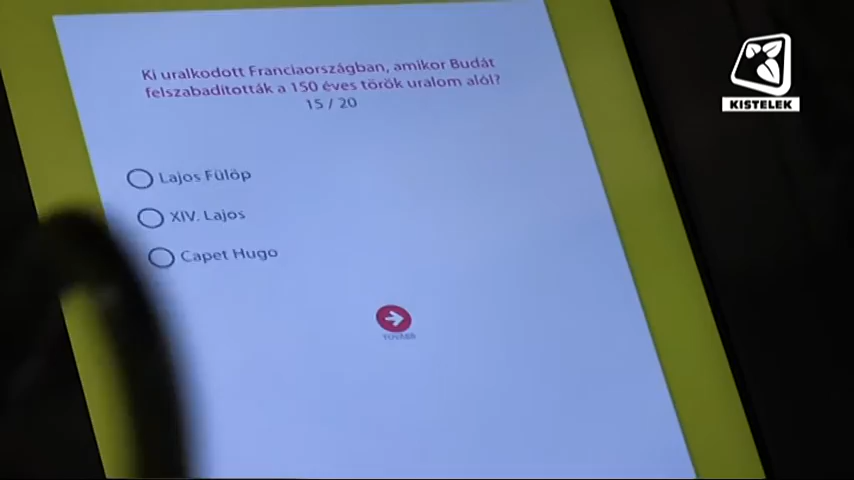 Ki uralkodott Franciaországban, amikor Budát
felszabadították a 150 éves török uralom alól?
15 / 20
Lajos Fülöp
XIV. Lajos
Capet Hugo
TOVÁBB
KISTELEK